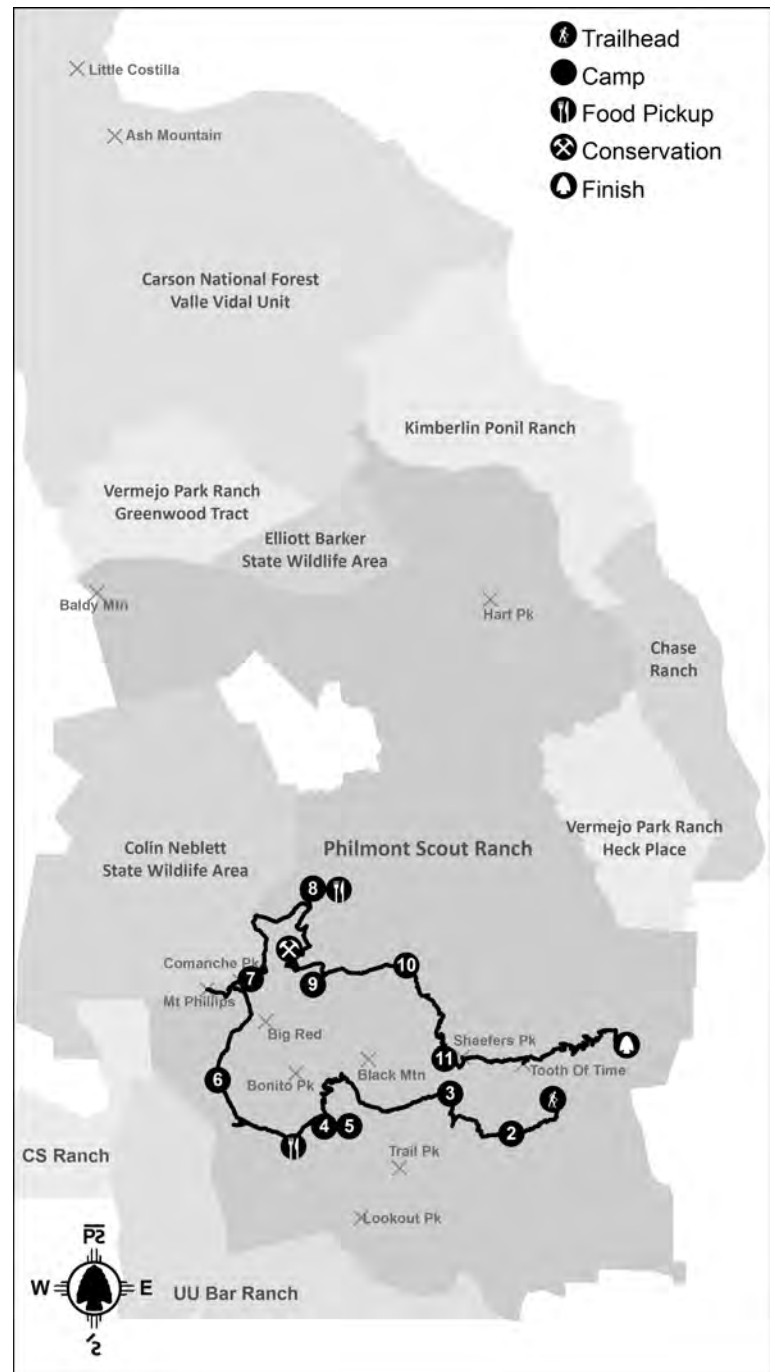 Trailhead
Camp
Food Pickup
Conservation
Finish
Little Costilla
Ash Mountain
Carson National Forest
Valle Vidal Unit
Kimberlin Ponil Ranch
Vermejo Park Ranch
Greenwood Tract
Elliott Barker
State Wildlife Area
Baldy Mtn
Hart Pk
Chase
Ranch
Colin Neblett
State Wildlife Area
Philmont Scout Ranch
Vermejo Park Ranch
Heck Place
8
Comanche Pk
7
9
10
Mt Phillips
Big Red
Sheefers Pk
11
Tooth Of Time
6
Bonito Pk
Black Mtn
3
4
5
2
Trail Pk
CS Ranch
Lookout Pk
W
E
UU Bar Ranch